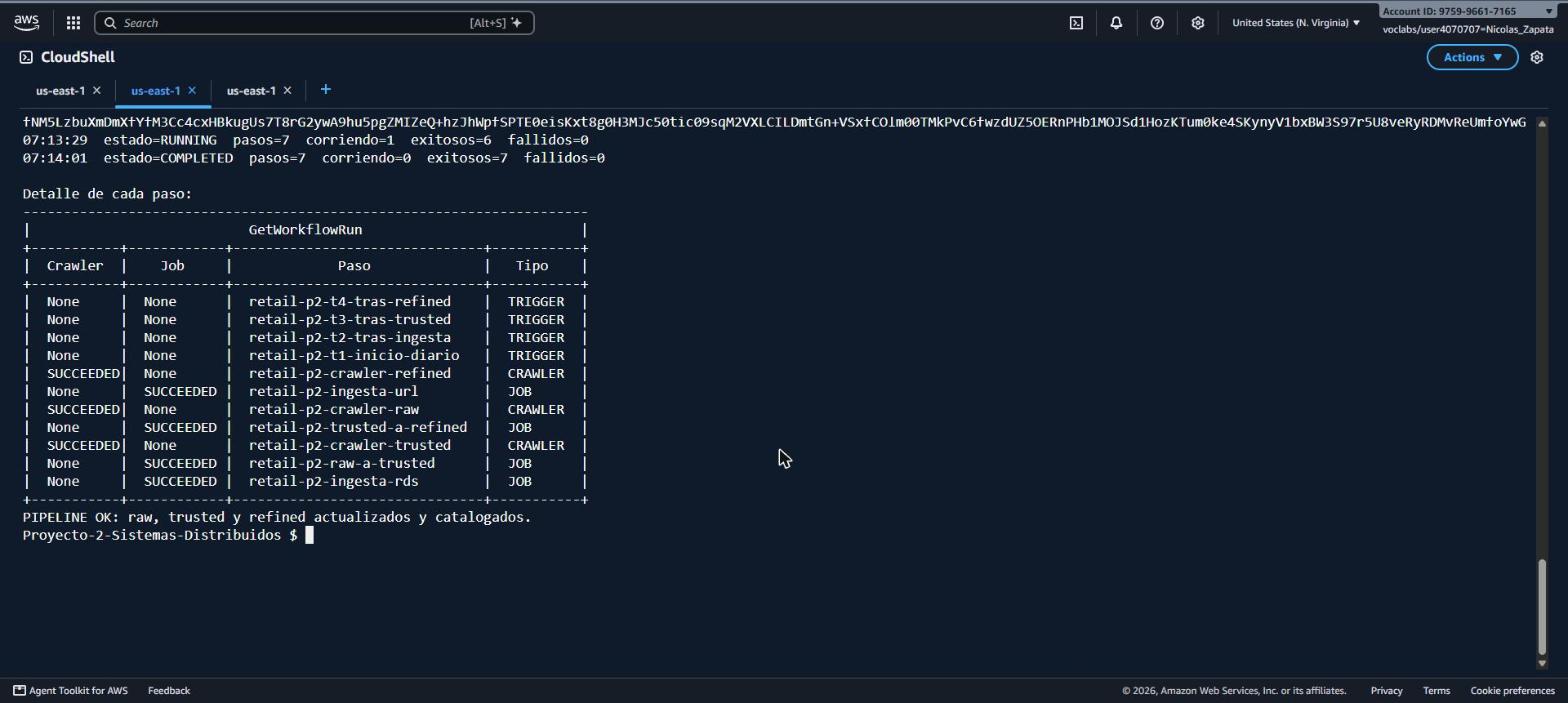 aws
Search [Alt+S]
United States (N. Virginia) ▼
Account ID: 9759-9661-7165 ▼
voclabs/user4070707=Nicolas_Zapata
CloudShell
Actions ▼
us-east-1 ×
us-east-1 ×
us-east-1 ×
+
07:13:29  estado=RUNNING  pasos=7  corriendo=1  exitosos=6  fallidos=0
07:14:01  estado=COMPLETED  pasos=7  corriendo=0  exitosos=7  fallidos=0
Detalle de cada paso:
---------------------------------------------------------------------
|                           GetWorkflowRun                          |
+-----------+------------+-------------------------------+-----------+
|  Crawler  |    Job     |             Paso              |   Tipo    |
+-----------+------------+-------------------------------+-----------+
|  None     |  None      |  retail-p2-t4-tras-refined    |  TRIGGER  |
|  None     |  None      |  retail-p2-t3-tras-trusted    |  TRIGGER  |
|  None     |  None      |  retail-p2-t2-tras-ingesta    |  TRIGGER  |
|  None     |  None      |  retail-p2-t1-inicio-diario   |  TRIGGER  |
|  SUCCEEDED|  None      |  retail-p2-crawler-refined    |  CRAWLER  |
|  None     |  SUCCEEDED |  retail-p2-ingesta-url        |  JOB      |
|  SUCCEEDED|  None      |  retail-p2-crawler-raw        |  CRAWLER  |
|  None     |  SUCCEEDED |  retail-p2-trusted-a-refined  |  JOB      |
|  SUCCEEDED|  None      |  retail-p2-crawler-trusted    |  CRAWLER  |
|  None     |  SUCCEEDED |  retail-p2-raw-a-trusted      |  JOB      |
|  None     |  SUCCEEDED |  retail-p2-ingesta-rds        |  JOB      |
+-----------+------------+-------------------------------+-----------+
PIPELINE OK: raw, trusted y refined actualizados y catalogados.
Proyecto-2-Sistemas-Distribuidos $
Agent Toolkit for AWS
Feedback
© 2026, Amazon Web Services, Inc. or its affiliates.
Privacy
Terms
Cookie preferences